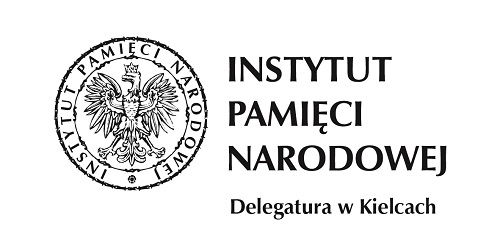 INSTYTUT PAMIĘCI NARODOWEJ
INSTYTUT
PAMIĘCI
NARODOWEJ
Delegatura w Kielcach